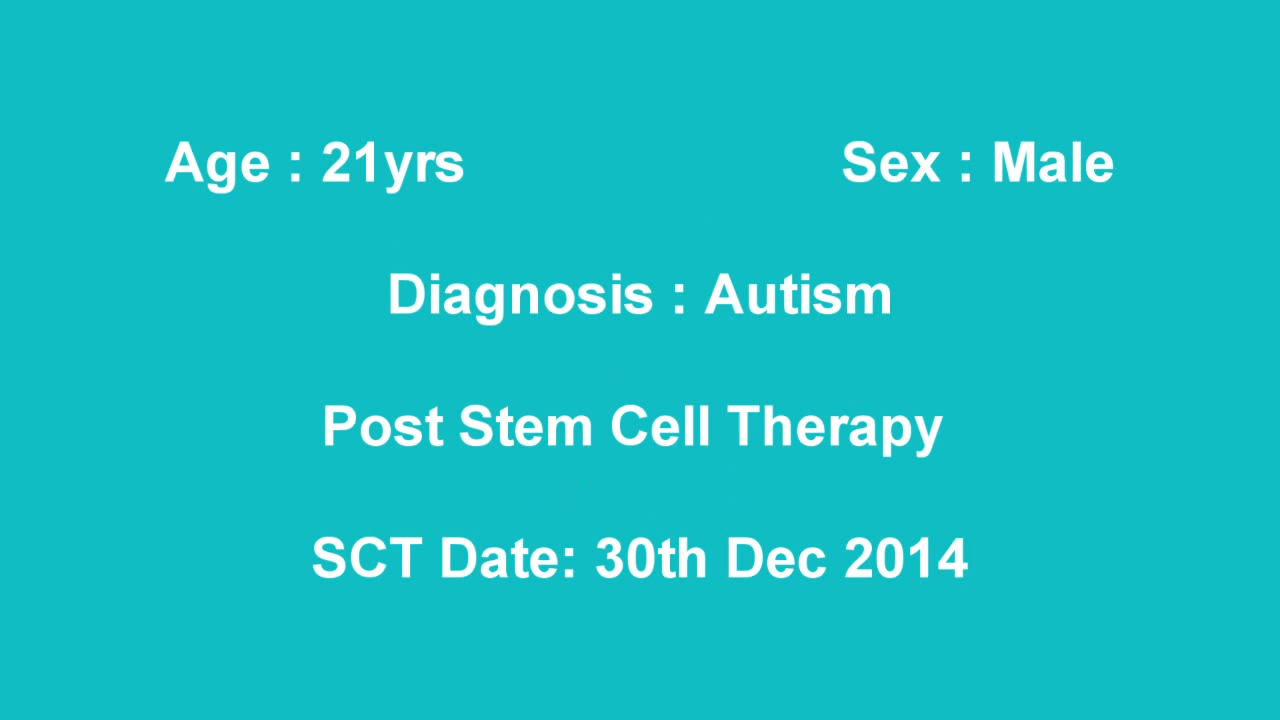 Age : 21yrs Sex : Male
Diagnosis : Autism
Post Stem Cell Therapy
SCT Date: 30th Dec 2014